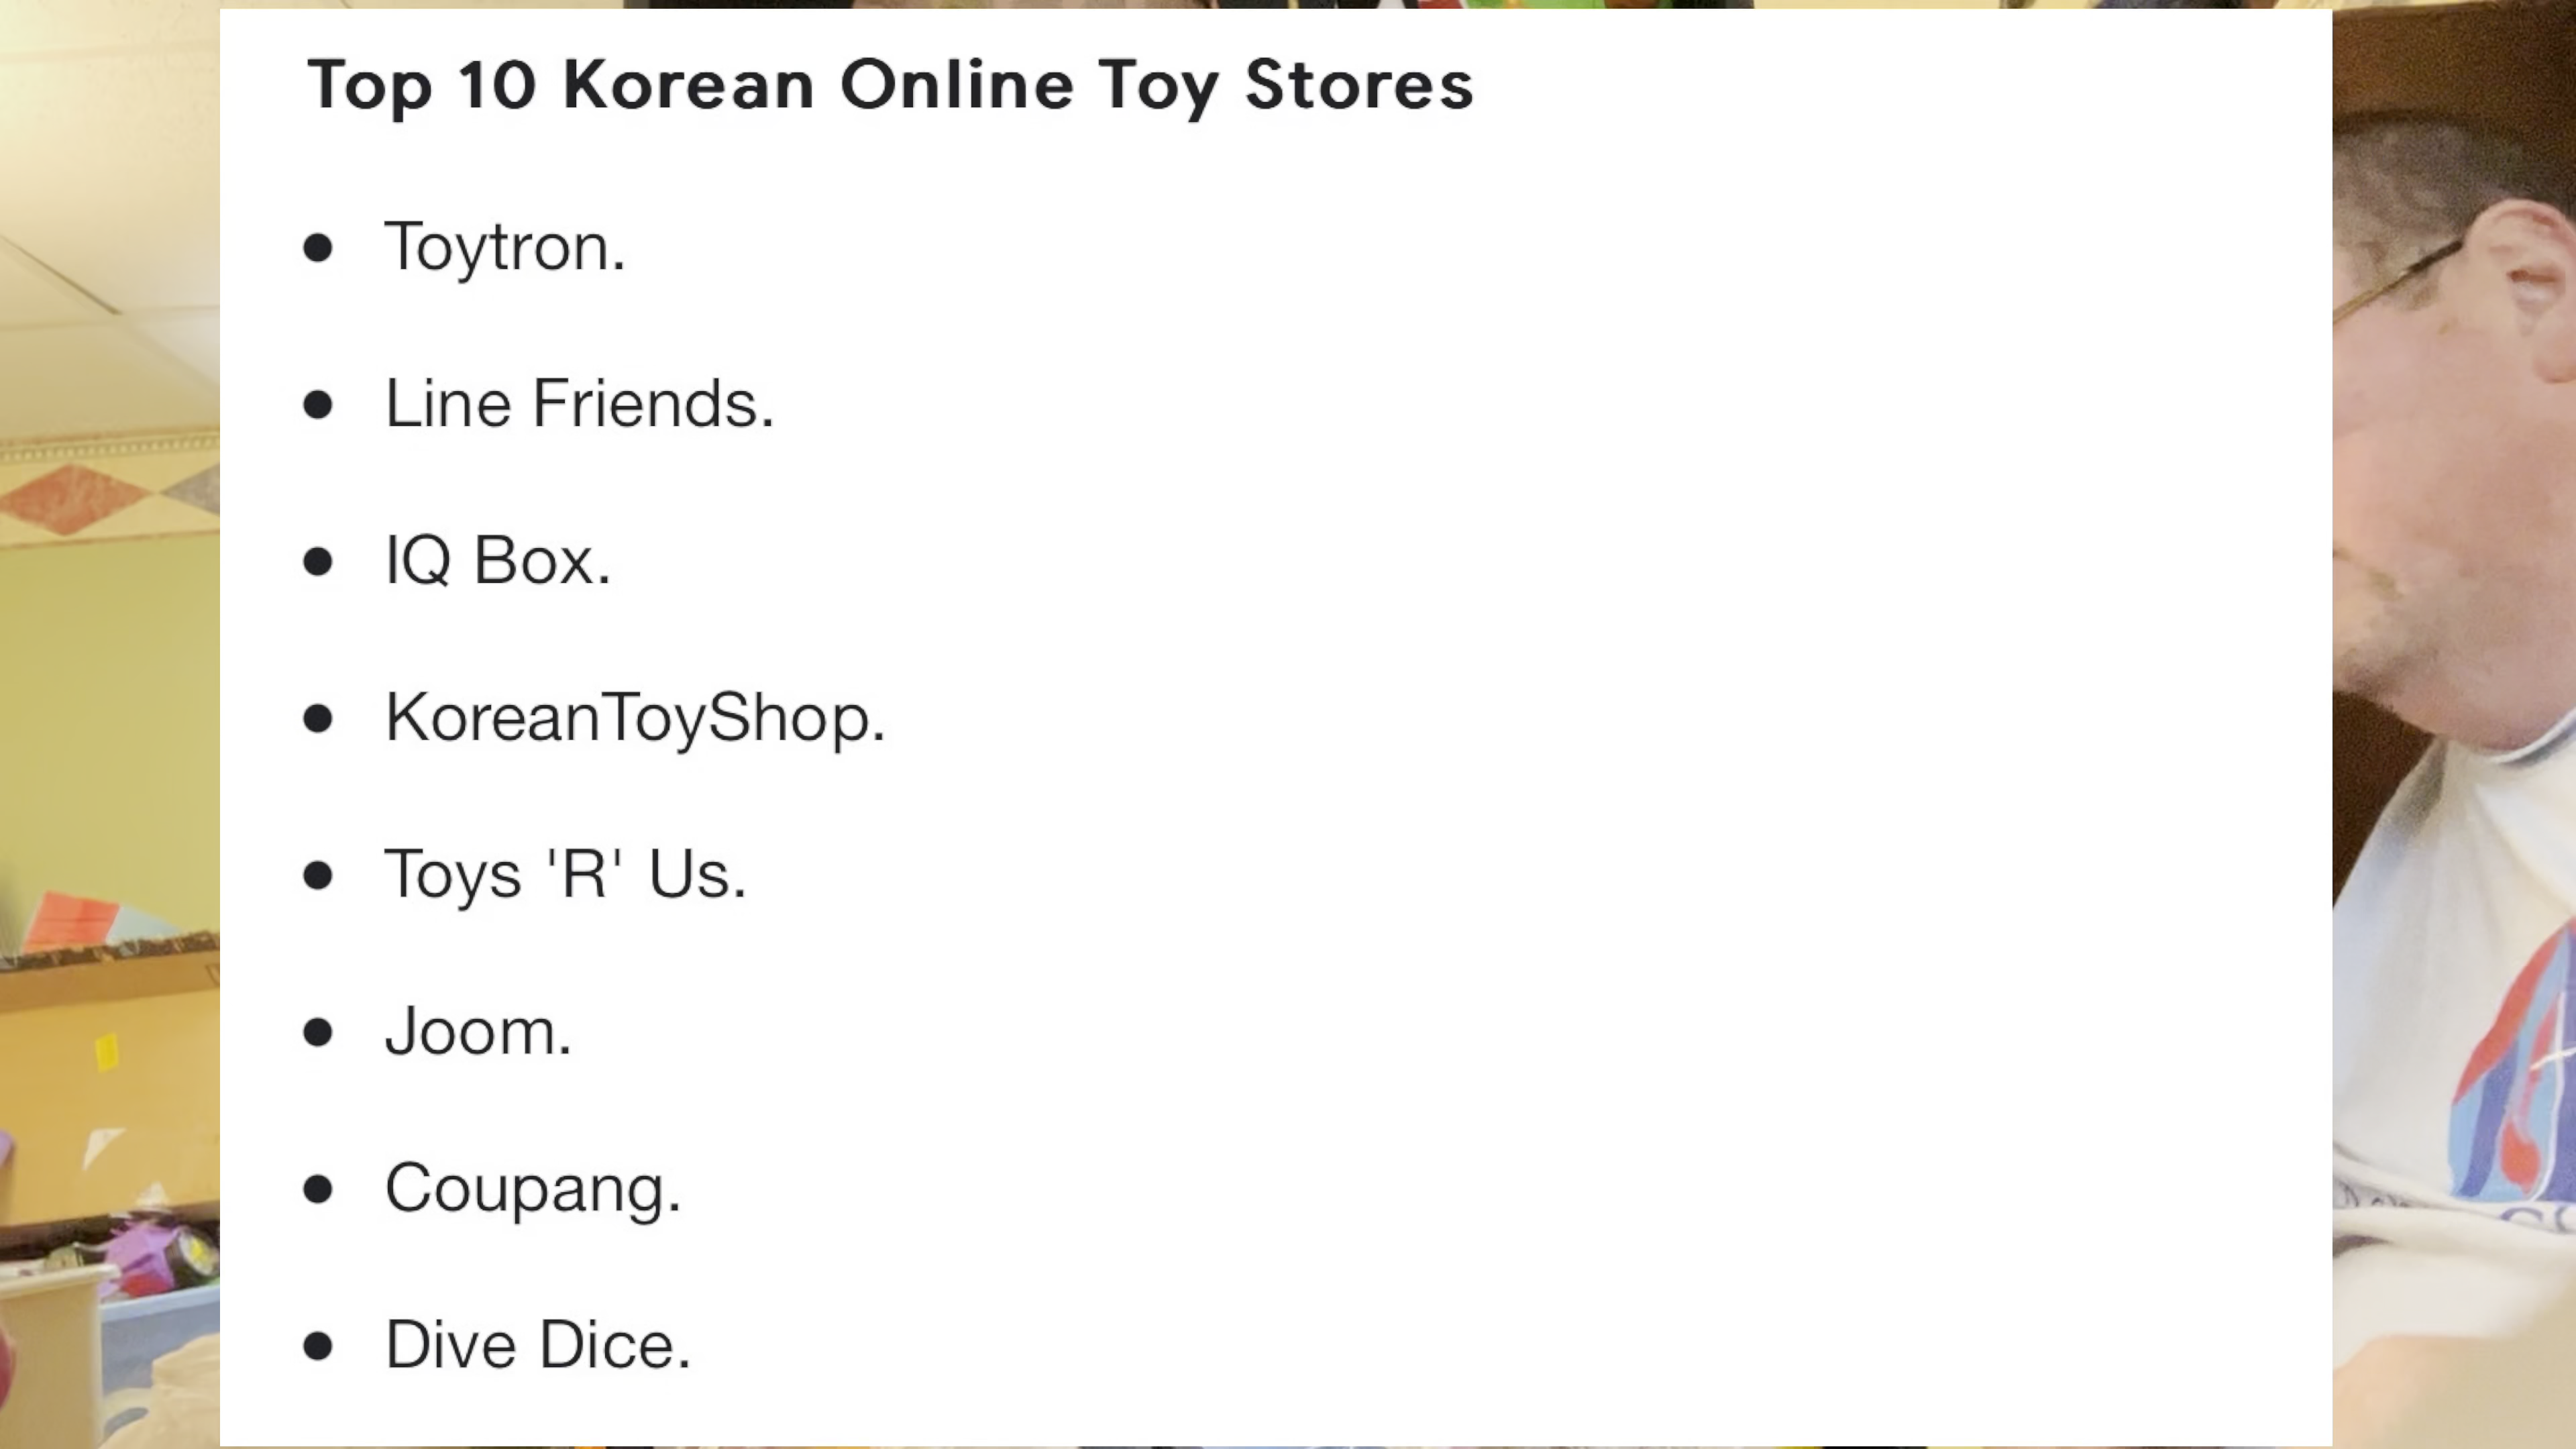 Top 10 Korean Online Toy Stores
● Toytron.
● Line Friends.
● IQ Box.
● KoreanToyShop.
● Toys 'R' Us.
● Joom.
● Coupang.
● Dive Dice.